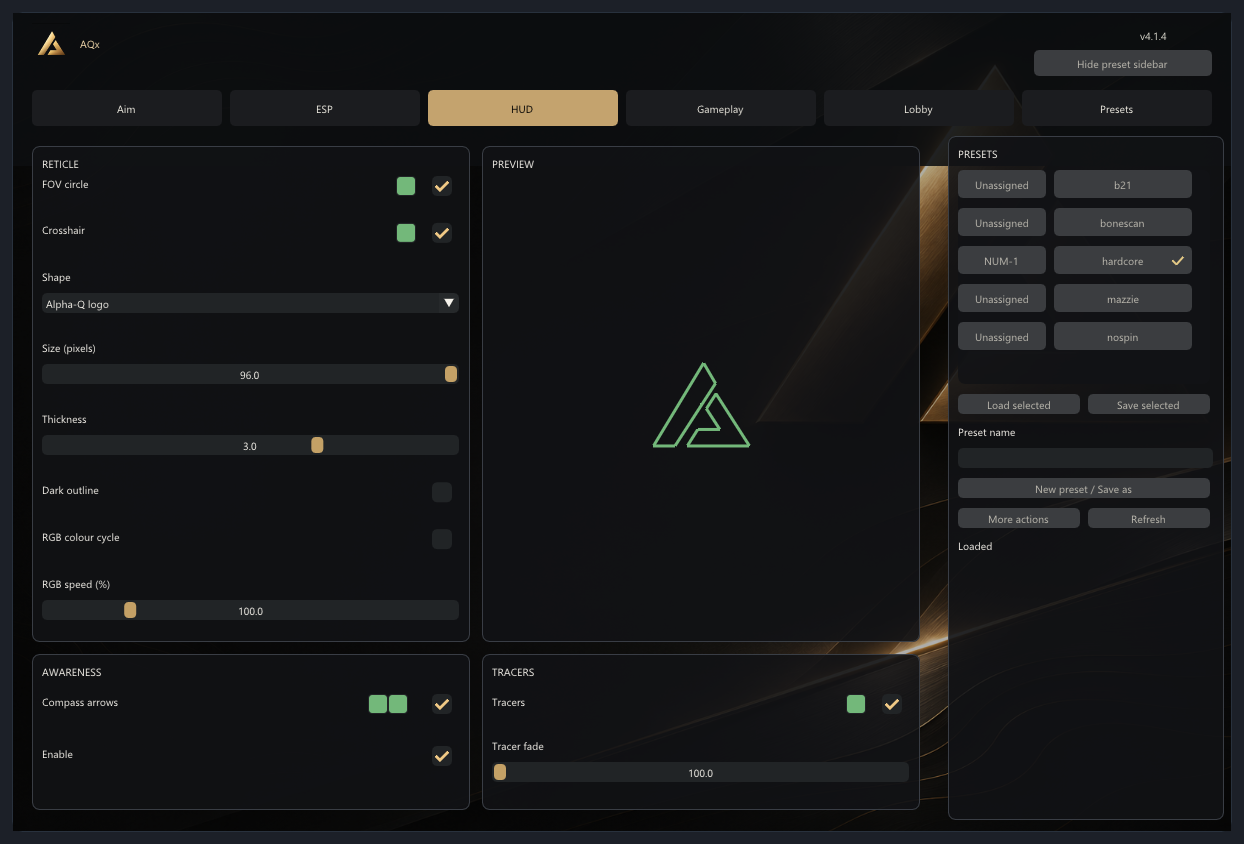 AQx
v4.1.4
Hide preset sidebar
Aim
ESP
HUD
Gameplay
Lobby
Presets
RETICLE
FOV circle
Crosshair
Shape
Alpha-Q logo
Size (pixels)
96.0
Thickness
3.0
Dark outline
RGB colour cycle
RGB speed (%)
100.0
PREVIEW
AWARENESS
Compass arrows
Enable
TRACERS
Tracers
Tracer fade
100.0
PRESETS
Unassigned b21
Unassigned bonescan
NUM-1 hardcore
Unassigned mazzie
Unassigned nospin
Load selected Save selected
Preset name
New preset / Save as
More actions Refresh
Loaded